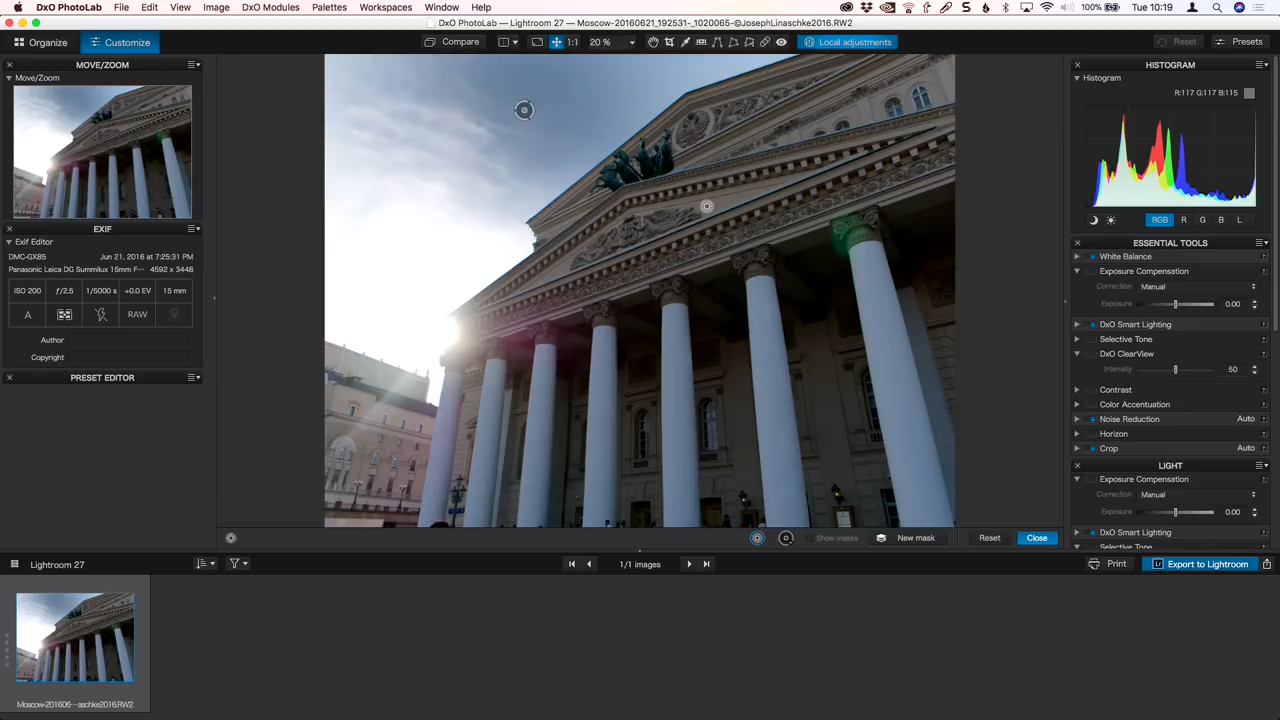 DxO PhotoLab File Edit View Image DxO Modules Palettes Workspaces Window Help 100% Tue 10:19
DxO PhotoLab — Lightroom 27 — Moscow-20160621_192531-_1020065-©JosephLinaschke2016.RW2
Organize Customize Compare 1:1 20 % Local adjustments Reset Presets
MOVE/ZOOM
Move/Zoom
EXIF
Exif Editor
DMC-GX85 Jun 21, 2016 at 7:25:31 PM
Panasonic Leica DG Summilux 15mm F··· 4592 x 3448
ISO 200 ƒ/2.5 1/5000 s +0.0 EV 15 mm
A RAW
Author
Copyright
PRESET EDITOR
HISTOGRAM
Histogram
R:117 G:117 B:115
RGB R G B L
ESSENTIAL TOOLS
White Balance
Exposure Compensation
Correction Manual
Exposure 0.00
DxO Smart Lighting
Selective Tone
DxO ClearView
Intensity 50
Contrast
Color Accentuation
Noise Reduction Auto
Horizon
Crop Auto
LIGHT
Exposure Compensation
Correction Manual
Exposure 0.00
DxO Smart Lighting
Selective Tone
Show masks New mask Reset Close
Lightroom 27 1/1 images Print Lr Export to Lightroom
Moscow-201606···aschke2016.RW2